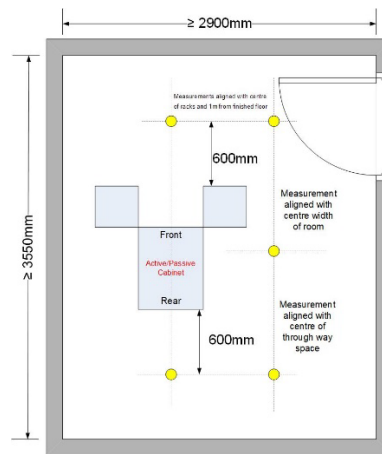 ≥ 2900mm
Measurements aligned with centre
of racks and 1m from finished floor
600mm
≥ 3550mm
Measurement
aligned with
centre width
of room
Front
Active/Passive
Cabinet
Rear
Measurement
aligned with
centre of
through way
space
600mm